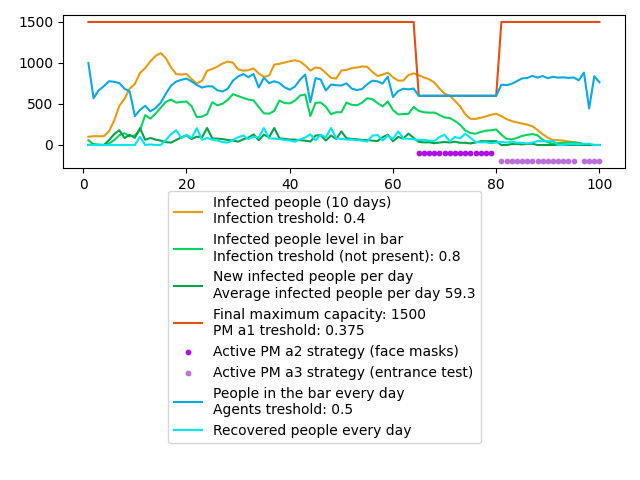 1500
1000
500
0
0
20
40
60
80
100
Infected people (10 days)
Infection treshold: 0.4
Infected people level in bar
Infection treshold (not present): 0.8
New infected people per day
Average infected people per day 59.3
Final maximum capacity: 1500
PM a1 treshold: 0.375
Active PM a2 strategy (face masks)
Active PM a3 strategy (entrance test)
People in the bar every day
Agents treshold: 0.5
Recovered people every day